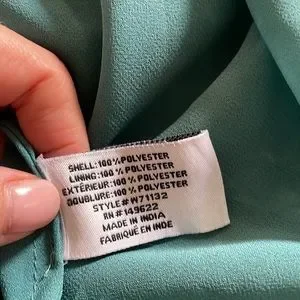 SHELL:100%POLYESTER
LINING:100%POLYESTER
EXTÉRIEUR:100%POLYESTER
DOUBLURE:100%POLYESTER
STYLE# W71132
RN #149622
MADE IN INDIA
FABRIQUÉ EN INDE